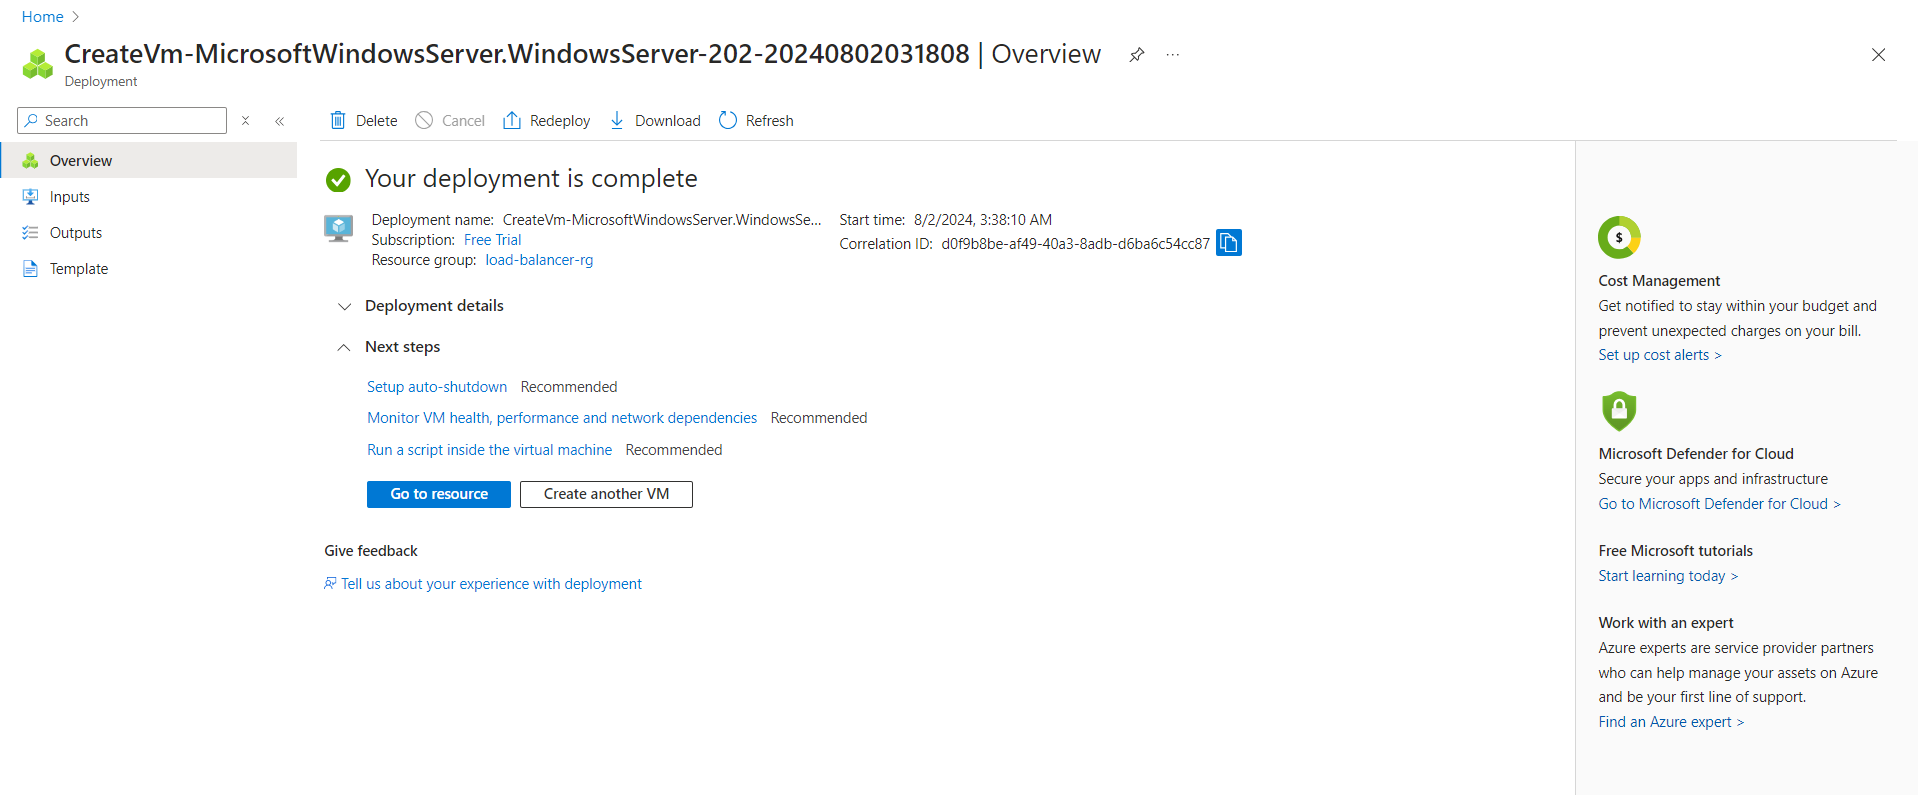 Home
CreateVm-MicrosoftWindowsServer.WindowsServer-202-20240802031808 | Overview
Deployment
Search
Overview
Inputs
Outputs
Template
Delete Cancel Redeploy Download Refresh
Your deployment is complete
Deployment name: CreateVm-MicrosoftWindowsServer.WindowsSe...
Subscription: Free Trial
Resource group: load-balancer-rg
Start time: 8/2/2024, 3:38:10 AM
Correlation ID: d0f9b8be-af49-40a3-8adb-d6ba6c54cc87
Deployment details
Next steps
Setup auto-shutdown Recommended
Monitor VM health, performance and network dependencies Recommended
Run a script inside the virtual machine Recommended
Go to resource Create another VM
Give feedback
Tell us about your experience with deployment
$
Cost Management
Get notified to stay within your budget and
prevent unexpected charges on your bill.
Set up cost alerts >
Microsoft Defender for Cloud
Secure your apps and infrastructure
Go to Microsoft Defender for Cloud >
Free Microsoft tutorials
Start learning today >
Work with an expert
Azure experts are service provider partners
who can help manage your assets on Azure
and be your first line of support.
Find an Azure expert >